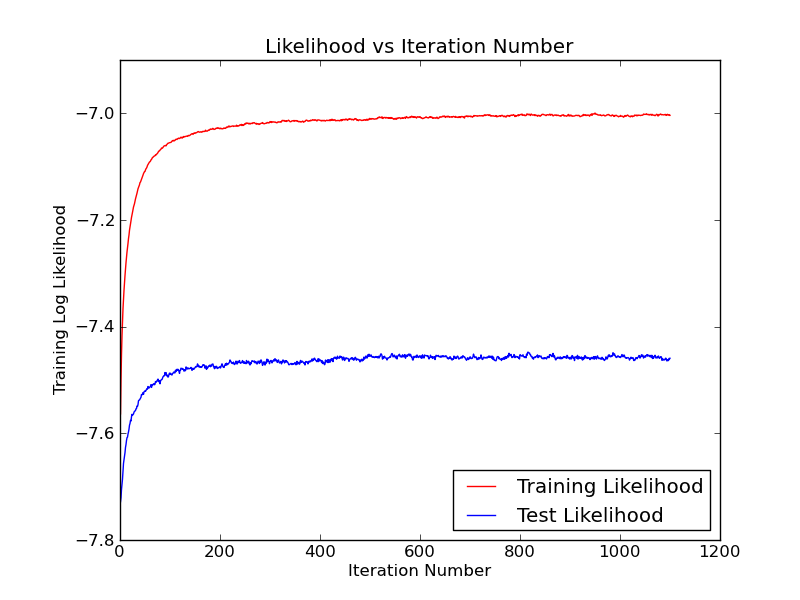 Likelihood vs Iteration Number
Training Log Likelihood
−7.0
−7.2
−7.4
−7.6
−7.8
0
200
400
600
800
1000
1200
Iteration Number
Training Likelihood
Test Likelihood